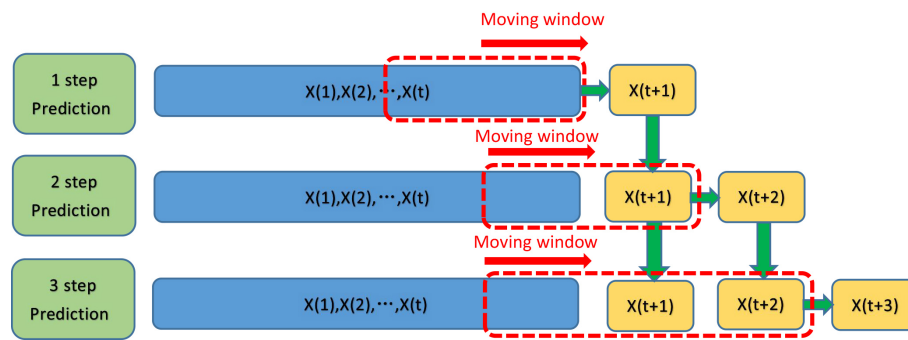 Moving window
1 step
Prediction
X(1),X(2),⋯,X(t)
X(t+1)
Moving window
2 step
Prediction
X(1),X(2),⋯,X(t)
X(t+1)
X(t+2)
Moving window
3 step
Prediction
X(1),X(2),⋯,X(t)
X(t+1)
X(t+2)
X(t+3)